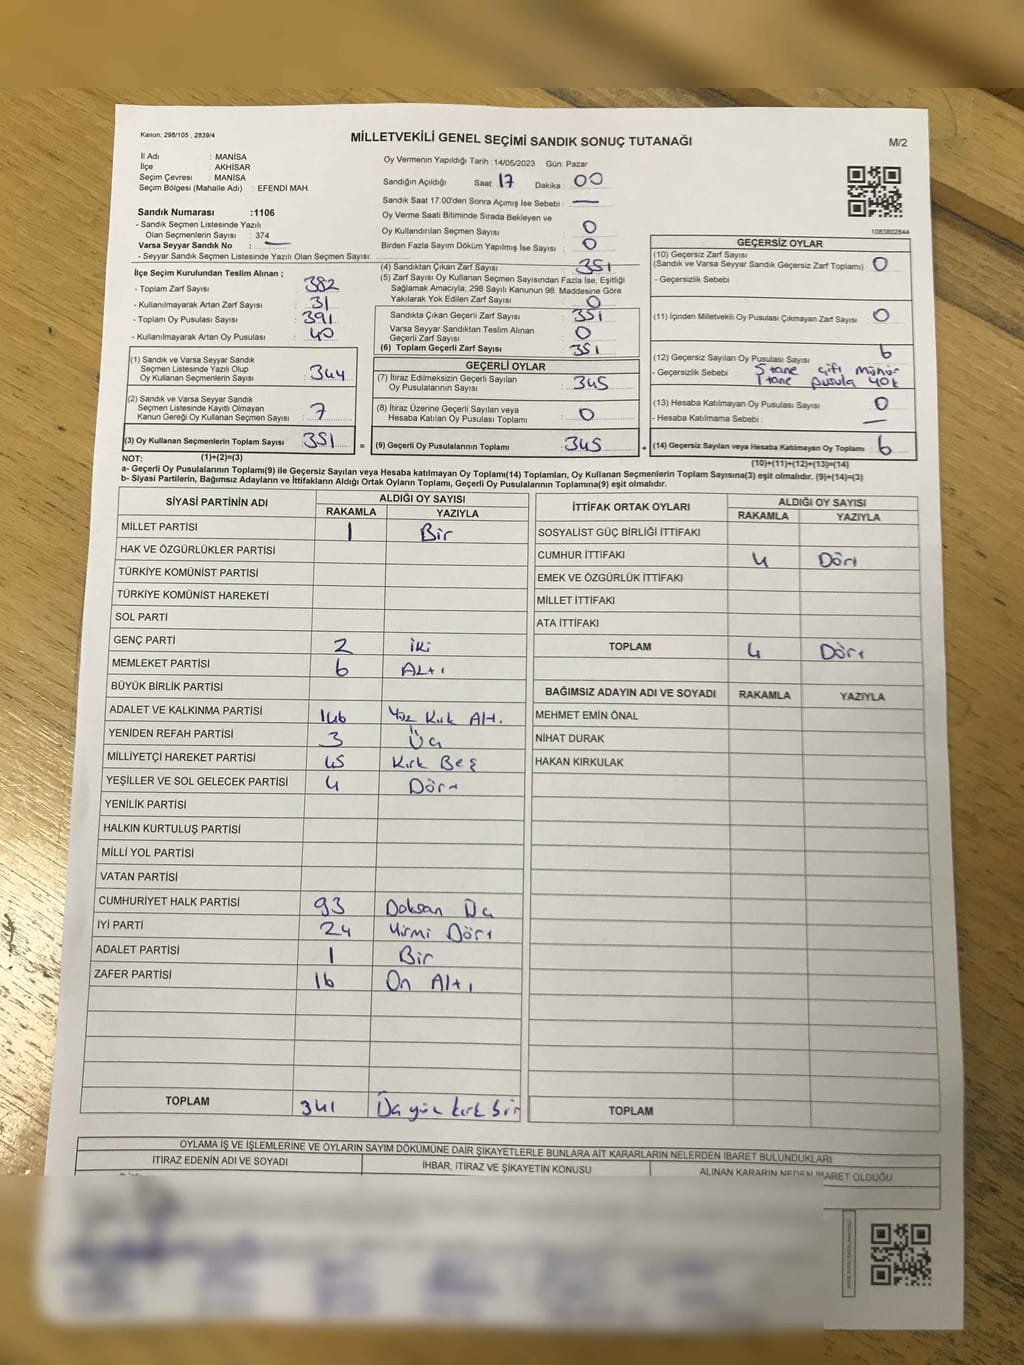 Kanun; 298/105 , 2839/4
MİLLETVEKİLİ GENEL SEÇİMİ SANDIK SONUÇ TUTANAĞI
M/2
İl Adı : MANİSA
İlçe : AKHİSAR
Seçim Çevresi : MANİSA
Seçim Bölgesi (Mahalle Adı) : EFENDİ MAH.
Oy Vermenin Yapıldığı Tarih : 14/05/2023 Gün: Pazar
Sandığın Açıldığı Saat: 17 Dakika : 00
Sandık Saat 17.00'den Sonra Açımış İse Sebebi : —
Oy Verme Saati Bitiminde Sırada Bekleyen ve
Oy Kullandırılan Seçmen Sayısı : 0
Birden Fazla Sayım Döküm Yapılmış İse Sayısı : 0
1083802844
Sandık Numarası :1106
- Sandık Seçmen Listesinde Yazılı
Olan Seçmenlerin Sayısı : 374
Varsa Seyyar Sandık No : —
- Seyyar Sandık Seçmen Listesinde Yazılı Olan Seçmen Sayısı:
İlçe Seçim Kurulundan Teslim Alınan ;
- Toplam Zarf Sayısı : 382
- Kullanılmayarak Artan Zarf Sayısı : 31
- Toplam Oy Pusulası Sayısı : 391
- Kullanılmayarak Artan Oy Pusulası : 40
(1) Sandık ve Varsa Seyyar Sandık
Seçmen Listesinde Yazılı Olup
Oy Kullanan Seçmenlerin Sayısı : 344
(2) Sandık ve Varsa Seyyar Sandık
Seçmen Listesinde Kayıtlı Olmayan
Kanun Gereği Oy Kullanan Seçmen Sayısı : 7
(3) Oy Kullanan Seçmenlerin Toplam Sayısı : 351 =
(4) Sandıktan Çıkan Zarf Sayısı : 351
(5) Zarf Sayısı Oy Kullanan Seçmen Sayısından Fazla İse, Eşitliği
Sağlamak Amacıyla; 298 Sayılı Kanunun 98. Maddesine Göre
Yakılarak Yok Edilen Zarf Sayısı : 0
Sandıkta Çıkan Geçerli Zarf Sayısı : 351
Varsa Seyyar Sandıktan Teslim Alınan
Geçerli Zarf Sayısı : 0
(6) Toplam Geçerli Zarf Sayısı : 351
GEÇERLİ OYLAR
(7) İtiraz Edilmeksizin Geçerli Sayılan
Oy Pusulalarının Sayısı : 345
(8) İtiraz Üzerine Geçerli Sayılan veya
Hesaba Katılan Oy Pusulası Toplamı : 0
(9) Geçerli Oy Pusulalarının Toplamı : 345 +
GEÇERSİZ OYLAR
(10) Geçersiz Zarf Sayısı
(Sandık ve Varsa Seyyar Sandık Geçersiz Zarf Toplamı) : 0
- Geçersizlik Sebebi :
(11) İçinden Milletvekili Oy Pusulası Çıkmayan Zarf Sayısı : 0
(12) Geçersiz Sayılan Oy Pusulası Sayısı : 6
- Geçersizlik Sebebi : 5 tane çift mühür
1 tane pusula yok
(13) Hesaba Katılmayan Oy Pusulası Sayısı : 0
- Hesaba Katılmama Sebebi : —
(14) Geçersiz Sayılan veya Hesaba Katılmayan Oy Toplamı : 6
NOT: (1)+(2)=(3)
(10)+(11)+(12)+(13)=(14)
a- Geçerli Oy Pusulalarının Toplamı(9) ile Geçersiz Sayılan veya Hesaba katılmayan Oy Toplamı(14) Toplamları, Oy Kullanan Seçmenlerin Toplam Sayısına(3) eşit olmalıdır. (9)+(14)=(3)
b- Siyasi Partilerin, Bağımsız Adayların ve İttifakların Aldığı Ortak Oyların Toplamı, Geçerli Oy Pusulalarının Toplamına(9) eşit olmalıdır.
SİYASİ PARTİNİN ADI ALDIĞI OY SAYISI
RAKAMLA YAZIYLA
MİLLET PARTİSİ 1 Bir
HAK VE ÖZGÜRLÜKLER PARTİSİ
TÜRKİYE KOMÜNİST PARTİSİ
TÜRKİYE KOMÜNİST HAREKETİ
SOL PARTİ
GENÇ PARTİ 2 iki
MEMLEKET PARTİSİ 6 ALtı
BÜYÜK BİRLİK PARTİSİ
ADALET VE KALKINMA PARTİSİ 146 Yüz Kırk Altı
YENİDEN REFAH PARTİSİ 3 Üç
MİLLİYETÇİ HAREKET PARTİSİ 45 Kırk Beş
YEŞİLLER VE SOL GELECEK PARTİSİ 4 Dört
YENİLİK PARTİSİ
HALKIN KURTULUŞ PARTİSİ
MİLLİ YOL PARTİSİ
VATAN PARTİSİ
CUMHURİYET HALK PARTİSİ 93 Doksan Üç
İYİ PARTİ 24 Yirmi Dört
ADALET PARTİSİ 1 Bir
ZAFER PARTİSİ 16 On Altı
TOPLAM 341 Üç yüz kırk bir
İTTİFAK ORTAK OYLARI ALDIĞI OY SAYISI
RAKAMLA YAZIYLA
SOSYALİST GÜÇ BİRLİĞİ İTTİFAKI
CUMHUR İTTİFAKI 4 Dört
EMEK VE ÖZGÜRLÜK İTTİFAKI
MİLLET İTTİFAKI
ATA İTTİFAKI
TOPLAM 4 Dört
BAĞIMSIZ ADAYIN ADI VE SOYADI RAKAMLA YAZIYLA
MEHMET EMİN ÖNAL
NİHAT DURAK
HAKAN KIRKULAK
TOPLAM
OYLAMA İŞ VE İŞLEMLERİNE VE OYLARIN SAYIM DÖKÜMÜNE DAİR ŞİKAYETLERLE BUNLARA AİT KARARLARIN NELERDEN İBARET BULUNDUKLARI
İTİRAZ EDENİN ADI VE SOYADI İHBAR, İTİRAZ VE ŞİKAYETİN KONUSU ALINAN KARARIN NEDEN İBARET OLDUĞU